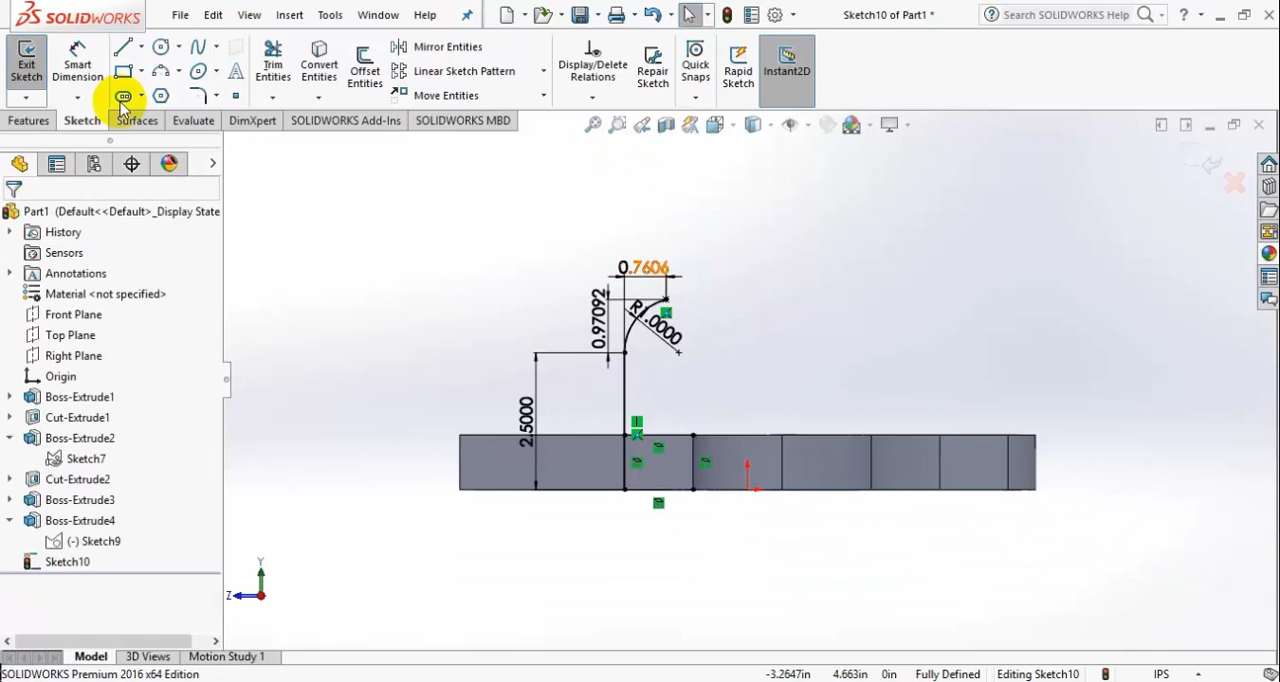 SOLIDWORKS File Edit View Insert Tools Window Help Sketch10 of Part1 * Search SOLIDWORKS Help ?
Exit Sketch
Smart Dimension
Trim Entities
Convert Entities
Offset Entities
Mirror Entities
Linear Sketch Pattern
Move Entities
Display/Delete Relations
Repair Sketch
Quick Snaps
Rapid Sketch
Instant2D
Features Sketch Surfaces Evaluate DimXpert SOLIDWORKS Add-Ins SOLIDWORKS MBD
Part1 (Default<<Default>_Display State
History
Sensors
Annotations
Material <not specified>
Front Plane
Top Plane
Right Plane
Origin
Boss-Extrude1
Cut-Extrude1
Boss-Extrude2
Sketch7
Cut-Extrude2
Boss-Extrude3
Boss-Extrude4
(-) Sketch9
Sketch10
0.7606
0.97092
R1.0000
2.5000
Y
Z
Model 3D Views Motion Study 1
SOLIDWORKS Premium 2016 x64 Edition -3.2647in 4.663in 0in Fully Defined Editing Sketch10 IPS